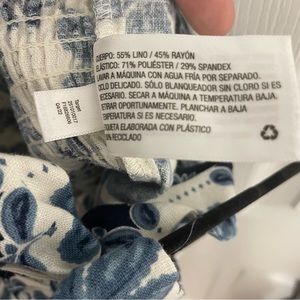 CUERPO: 55% LINO / 45% RAYÓN
ELÁSTICO: 71% POLIÉSTER / 29% SPANDEX
LAVAR A MÁQUINA CON AGUA FRÍA POR SEPARADO.
CICLO DELICADO. SÓLO BLANQUEADOR SIN CLORO SI ES
NECESARIO. SECAR A MÁQUINA A TEMPERATURA BAJA.
PLANCHAR A BAJA
TEMPERATURA SI ES NECESARIO.
ETIQUETA ELABORADA CON PLÁSTICO
RECICLADO
Target